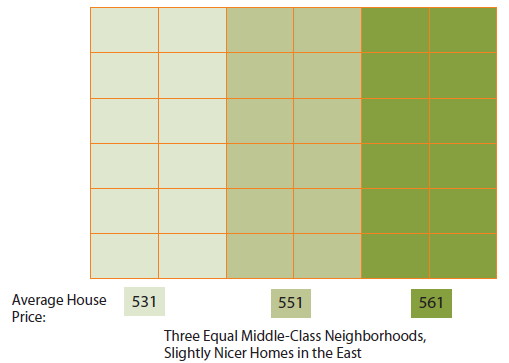 Average House
Price:
531
551
561
Three Equal Middle-Class Neighborhoods,
Slightly Nicer Homes in the East